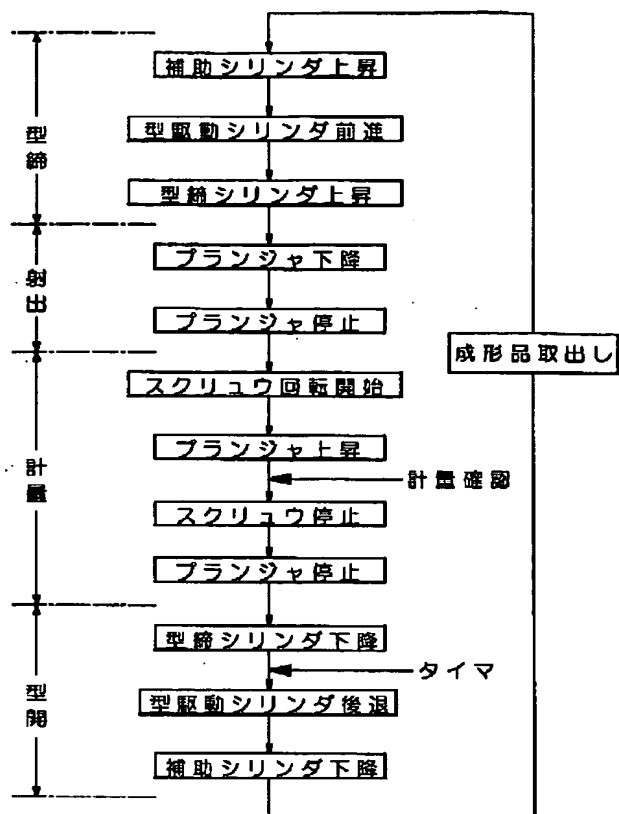 補助シリンダ上昇
型駆動シリンダ前進
型締シリンダ上昇
型締
プランジャ下降
プランジャ停止
射出
成形品取出し
スクリュウ回転開始
プランジャ上昇
計量確認
スクリュウ停止
プランジャ停止
計量
型締シリンダ下降
タイマ
型駆動シリンダ後退
補助シリンダ下降
型開